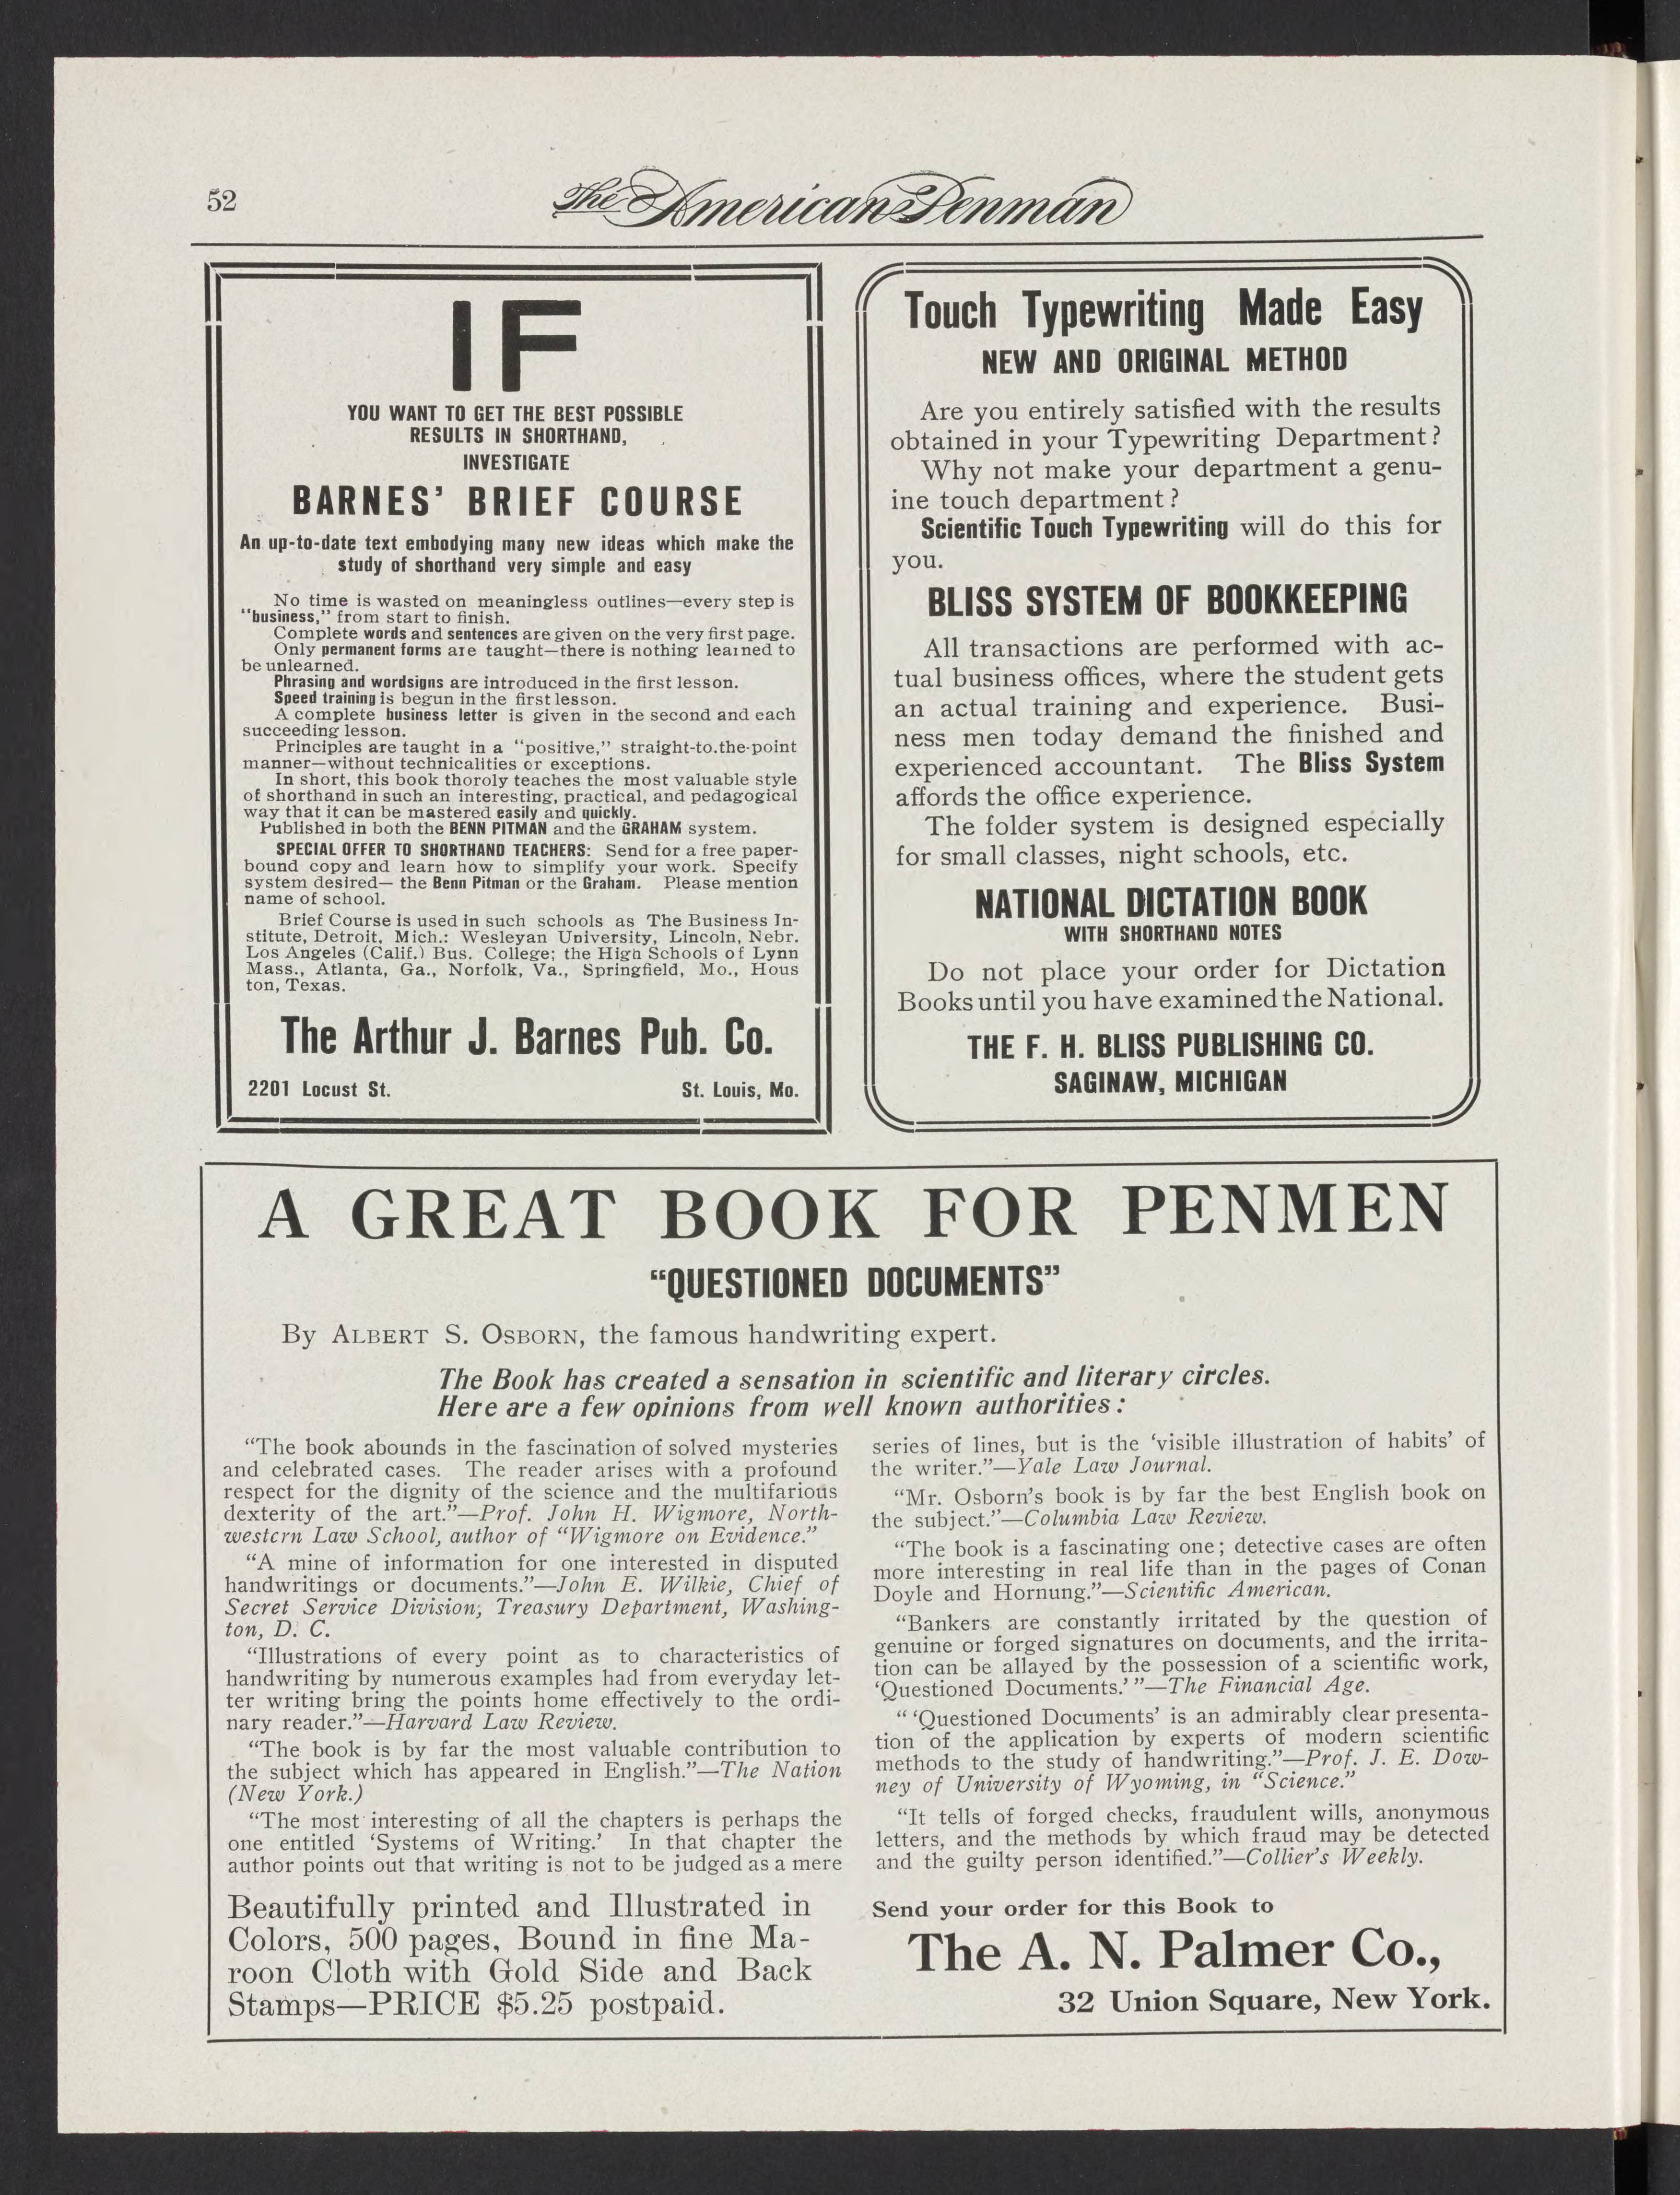 52
The American Penman
IF
YOU WANT TO GET THE BEST POSSIBLE
RESULTS IN SHORTHAND,
INVESTIGATE
BARNES' BRIEF COURSE
An up-to-date text embodying many new ideas which make the
study of shorthand very simple and easy
No time is wasted on meaningless outlines—every step is
"business," from start to finish.
Complete words and sentences are given on the very first page.
Only permanent forms are taught—there is nothing learned to
be unlearned.
Phrasing and wordsigns are introduced in the first lesson.
Speed training is begun in the first lesson.
A complete business letter is given in the second and each
succeeding lesson.
Principles are taught in a "positive," straight-to.the-point
manner—without technicalities or exceptions.
In short, this book thoroly teaches the most valuable style
of shorthand in such an interesting, practical, and pedagogical
way that it can be mastered easily and quickly.
Published in both the BENN PITMAN and the GRAHAM system.
SPECIAL OFFER TO SHORTHAND TEACHERS: Send for a free paper-
bound copy and learn how to simplify your work. Specify
system desired— the Benn Pitman or the Graham. Please mention
name of school.
Brief Course is used in such schools as The Business In-
stitute, Detroit, Mich.: Wesleyan University, Lincoln, Nebr.
Los Angeles (Calif.) Bus. College; the High Schools of Lynn
Mass., Atlanta, Ga., Norfolk, Va., Springfield, Mo., Hous
ton, Texas.
The Arthur J. Barnes Pub. Co.
2201 Locust St. St. Louis, Mo.
Touch Typewriting Made Easy
NEW AND ORIGINAL METHOD
Are you entirely satisfied with the results
obtained in your Typewriting Department?
Why not make your department a genu-
ine touch department?
Scientific Touch Typewriting will do this for
you.
BLISS SYSTEM OF BOOKKEEPING
All transactions are performed with ac-
tual business offices, where the student gets
an actual training and experience. Busi-
ness men today demand the finished and
experienced accountant. The Bliss System
affords the office experience.
The folder system is designed especially
for small classes, night schools, etc.
NATIONAL DICTATION BOOK
WITH SHORTHAND NOTES
Do not place your order for Dictation
Books until you have examined the National.
THE F. H. BLISS PUBLISHING CO.
SAGINAW, MICHIGAN
A GREAT BOOK FOR PENMEN
"QUESTIONED DOCUMENTS"
By ALBERT S. OSBORN, the famous handwriting expert.
The Book has created a sensation in scientific and literary circles.
Here are a few opinions from well known authorities:
"The book abounds in the fascination of solved mysteries
and celebrated cases. The reader arises with a profound
respect for the dignity of the science and the multifarious
dexterity of the art."—Prof. John H. Wigmore, North-
western Law School, author of "Wigmore on Evidence."
"A mine of information for one interested in disputed
handwritings or documents."—John E. Wilkie, Chief of
Secret Service Division, Treasury Department, Washing-
ton, D. C.
"Illustrations of every point as to characteristics of
handwriting by numerous examples had from everyday let-
ter writing bring the points home effectively to the ordi-
nary reader."—Harvard Law Review.
"The book is by far the most valuable contribution to
the subject which has appeared in English."—The Nation
(New York.)
"The most interesting of all the chapters is perhaps the
one entitled 'Systems of Writing.' In that chapter the
author points out that writing is not to be judged as a mere
series of lines, but is the 'visible illustration of habits' of
the writer."—Yale Law Journal.
"Mr. Osborn's book is by far the best English book on
the subject."—Columbia Law Review.
"The book is a fascinating one; detective cases are often
more interesting in real life than in the pages of Conan
Doyle and Hornung."—Scientific American.
"Bankers are constantly irritated by the question of
genuine or forged signatures on documents, and the irrita-
tion can be allayed by the possession of a scientific work,
'Questioned Documents.' "—The Financial Age.
" 'Questioned Documents' is an admirably clear presenta-
tion of the application by experts of modern scientific
methods to the study of handwriting."—Prof. J. E. Dow-
ney of University of Wyoming, in "Science."
"It tells of forged checks, fraudulent wills, anonymous
letters, and the methods by which fraud may be detected
and the guilty person identified."—Collier's Weekly.
Beautifully printed and Illustrated in
Colors, 500 pages, Bound in fine Ma-
roon Cloth with Gold Side and Back
Stamps—PRICE $5.25 postpaid.
Send your order for this Book to
The A. N. Palmer Co.,
32 Union Square, New York.